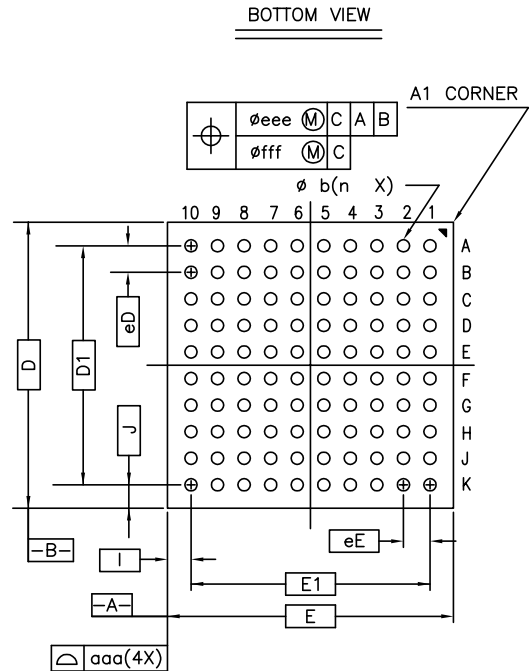 BOTTOM VIEW
A1 CORNER
øeee Ⓜ C A B
øfff Ⓜ C
ø b(n X)
10 9 8 7 6 5 4 3 2 1
A
B
C
D
E
F
G
H
J
K
D
D1
eD
J
-B-
I
eE
E1
-A-
E
aaa(4X)